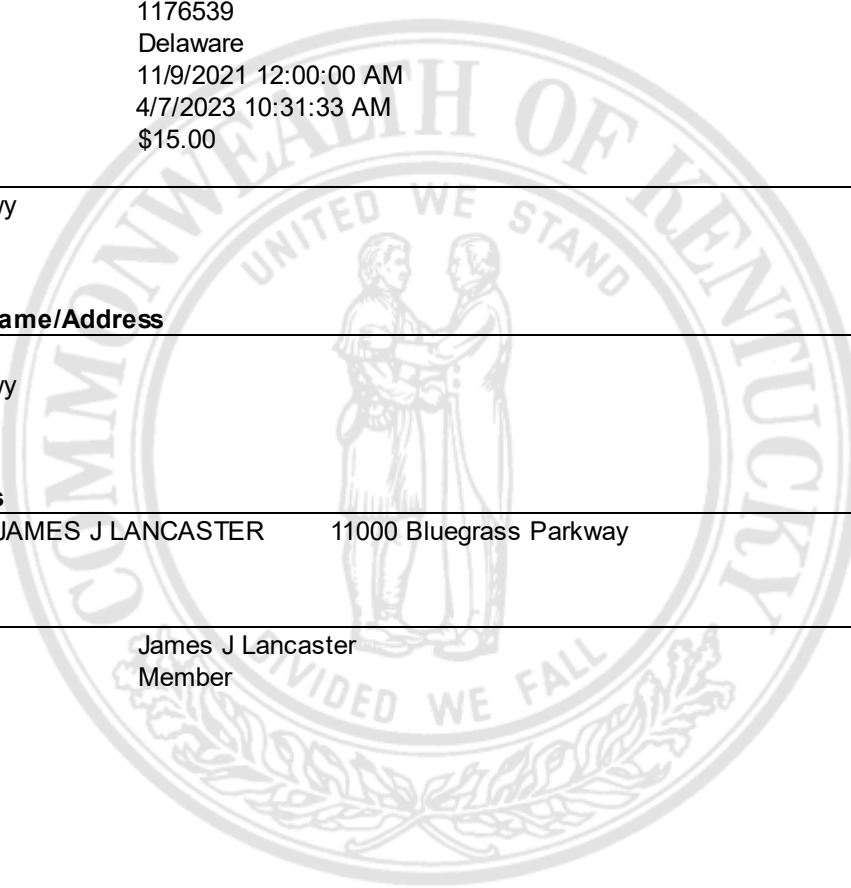 1176539
Delaware
11/9/2021 12:00:00 AM
4/7/2023 10:31:33 AM
$15.00
ame/Address
JAMES J LANCASTER 11000 Bluegrass Parkway
James J Lancaster
Member
COMMONWEALTH OF KENTUCKY
UNITED WE STAND
DIVIDED WE FALL